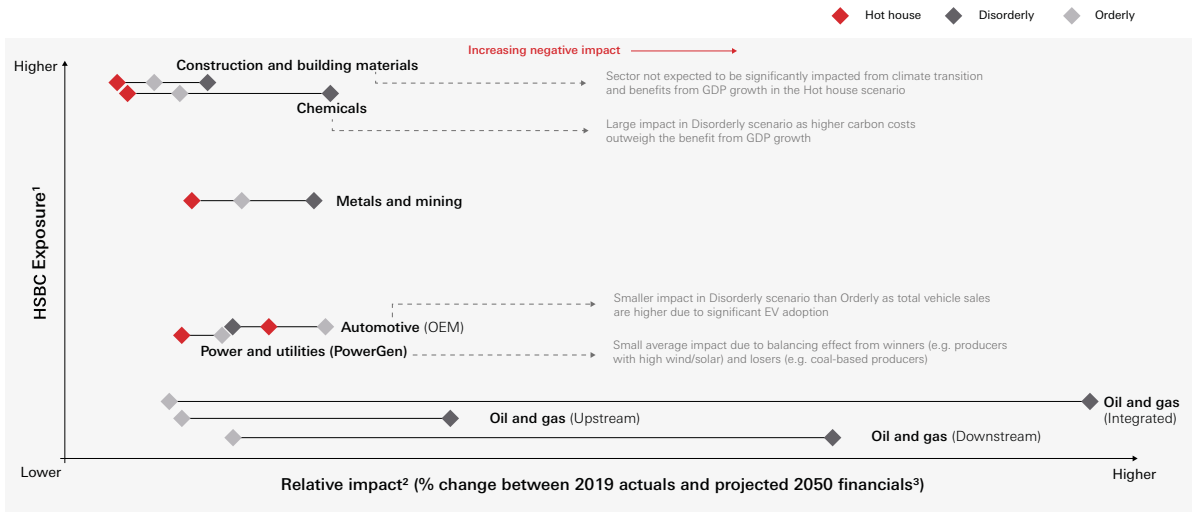 Hot house
Disorderly
Orderly
Increasing negative impact
Higher
Construction and building materials
Sector not expected to be significantly impacted from climate transition
and benefits from GDP growth in the Hot house scenario
Chemicals
Large impact in Disorderly scenario as higher carbon costs
outweigh the benefit from GDP growth
HSBC Exposure¹
Metals and mining
Smaller impact in Disorderly scenario than Orderly as total vehicle sales
are higher due to significant EV adoption
Automotive (OEM)
Power and utilities (PowerGen)
Small average impact due to balancing effect from winners (e.g. producers
with high wind/solar) and losers (e.g. coal-based producers)
Oil and gas
(Integrated)
Oil and gas (Upstream)
Oil and gas (Downstream)
Lower
Higher
Relative impact² (% change between 2019 actuals and projected 2050 financials³)